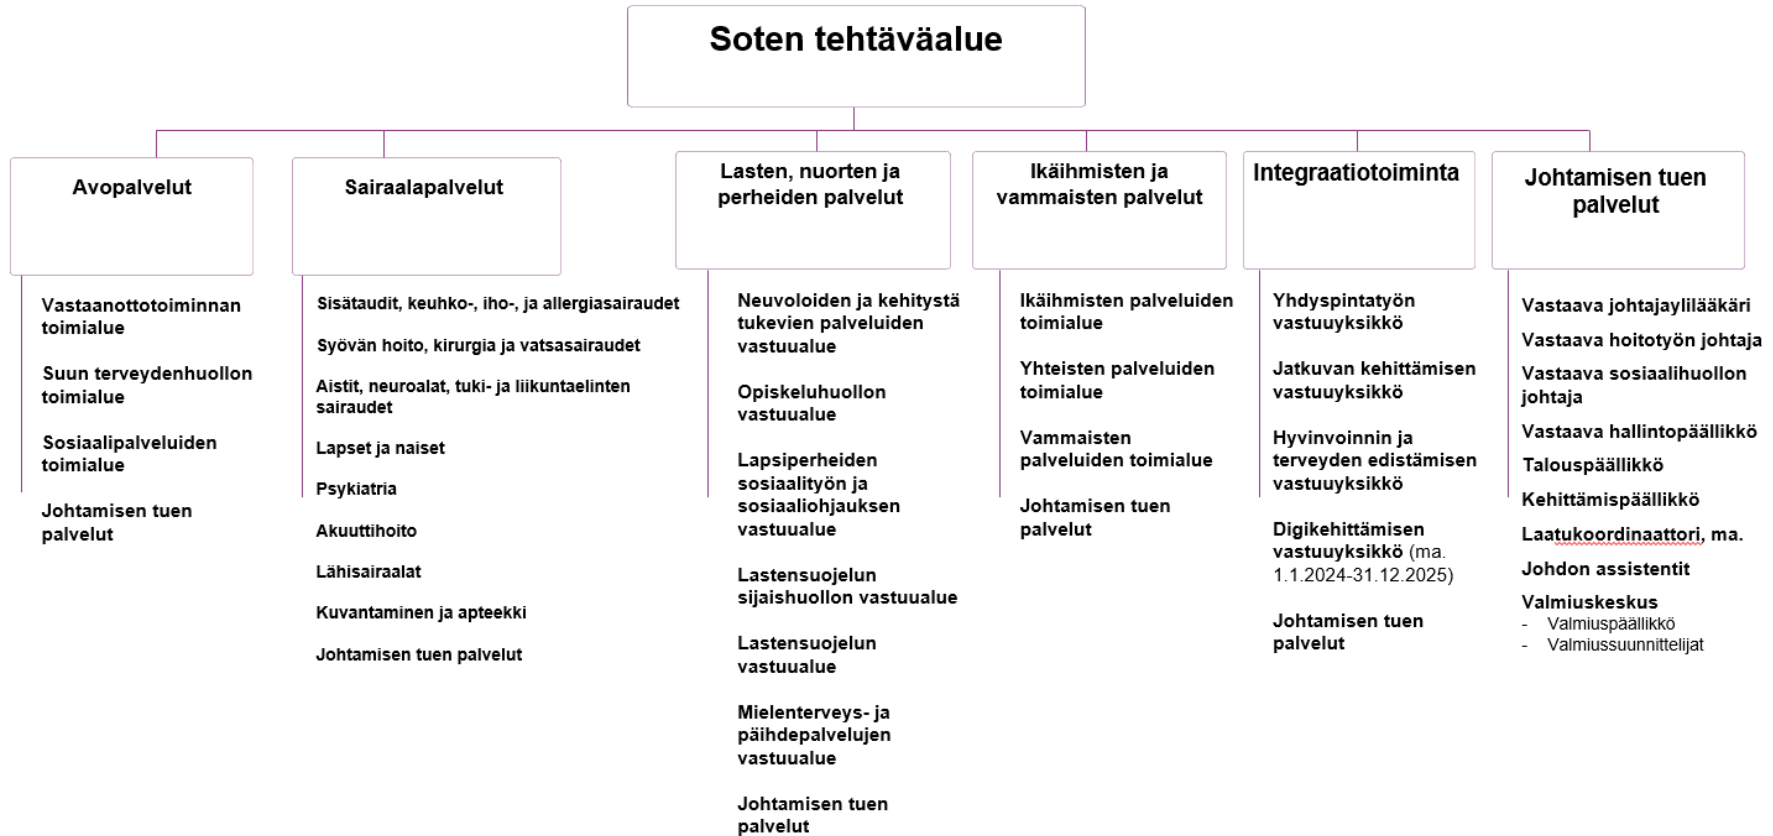 Soten tehtäväalue
Avopalvelut
Vastaanottotoiminnan
toimialue
Suun terveydenhuollon
toimialue
Sosiaalipalveluiden
toimialue
Johtamisen tuen
palvelut
Sairaalapalvelut
Sisätaudit, keuhko-, iho-, ja allergiasairaudet
Syövän hoito, kirurgia ja vatsasairaudet
Aistit, neuroalat, tuki- ja liikuntaelinten
sairaudet
Lapset ja naiset
Psykiatria
Akuuttihoito
Lähisairaalat
Kuvantaminen ja apteekki
Johtamisen tuen palvelut
Lasten, nuorten ja
perheiden palvelut
Neuvoloiden ja kehitystä
tukevien palveluiden
vastuualue
Opiskeluhuollon
vastuualue
Lapsiperheiden
sosiaalityön ja
sosiaaliohjauksen
vastuualue
Lastensuojelun
sijaishuollon vastuualue
Lastensuojelun
vastuualue
Mielenterveys- ja
päihdepalvelujen
vastuualue
Johtamisen tuen
palvelut
Ikäihmisten ja
vammaisten palvelut
Ikäihmisten palveluiden
toimialue
Yhteisten palveluiden
toimialue
Vammaisten
palveluiden toimialue
Johtamisen tuen
palvelut
Integraatiotoiminta
Yhdyspintatyön
vastuuyksikkö
Jatkuvan kehittämisen
vastuuyksikkö
Hyvinvoinnin ja
terveyden edistämisen
vastuuyksikkö
Digikehittämisen
vastuuyksikkö (ma.
1.1.2024-31.12.2025)
Johtamisen tuen
palvelut
Johtamisen tuen
palvelut
Vastaava johtajaylilääkäri
Vastaava hoitotyön johtaja
Vastaava sosiaalihuollon
johtaja
Vastaava hallintopäällikkö
Talouspäällikkö
Kehittämispäällikkö
Laatukoordinaattori, ma.
Johdon assistentit
Valmiuskeskus
- Valmiuspäällikkö
- Valmiussuunnittelijat